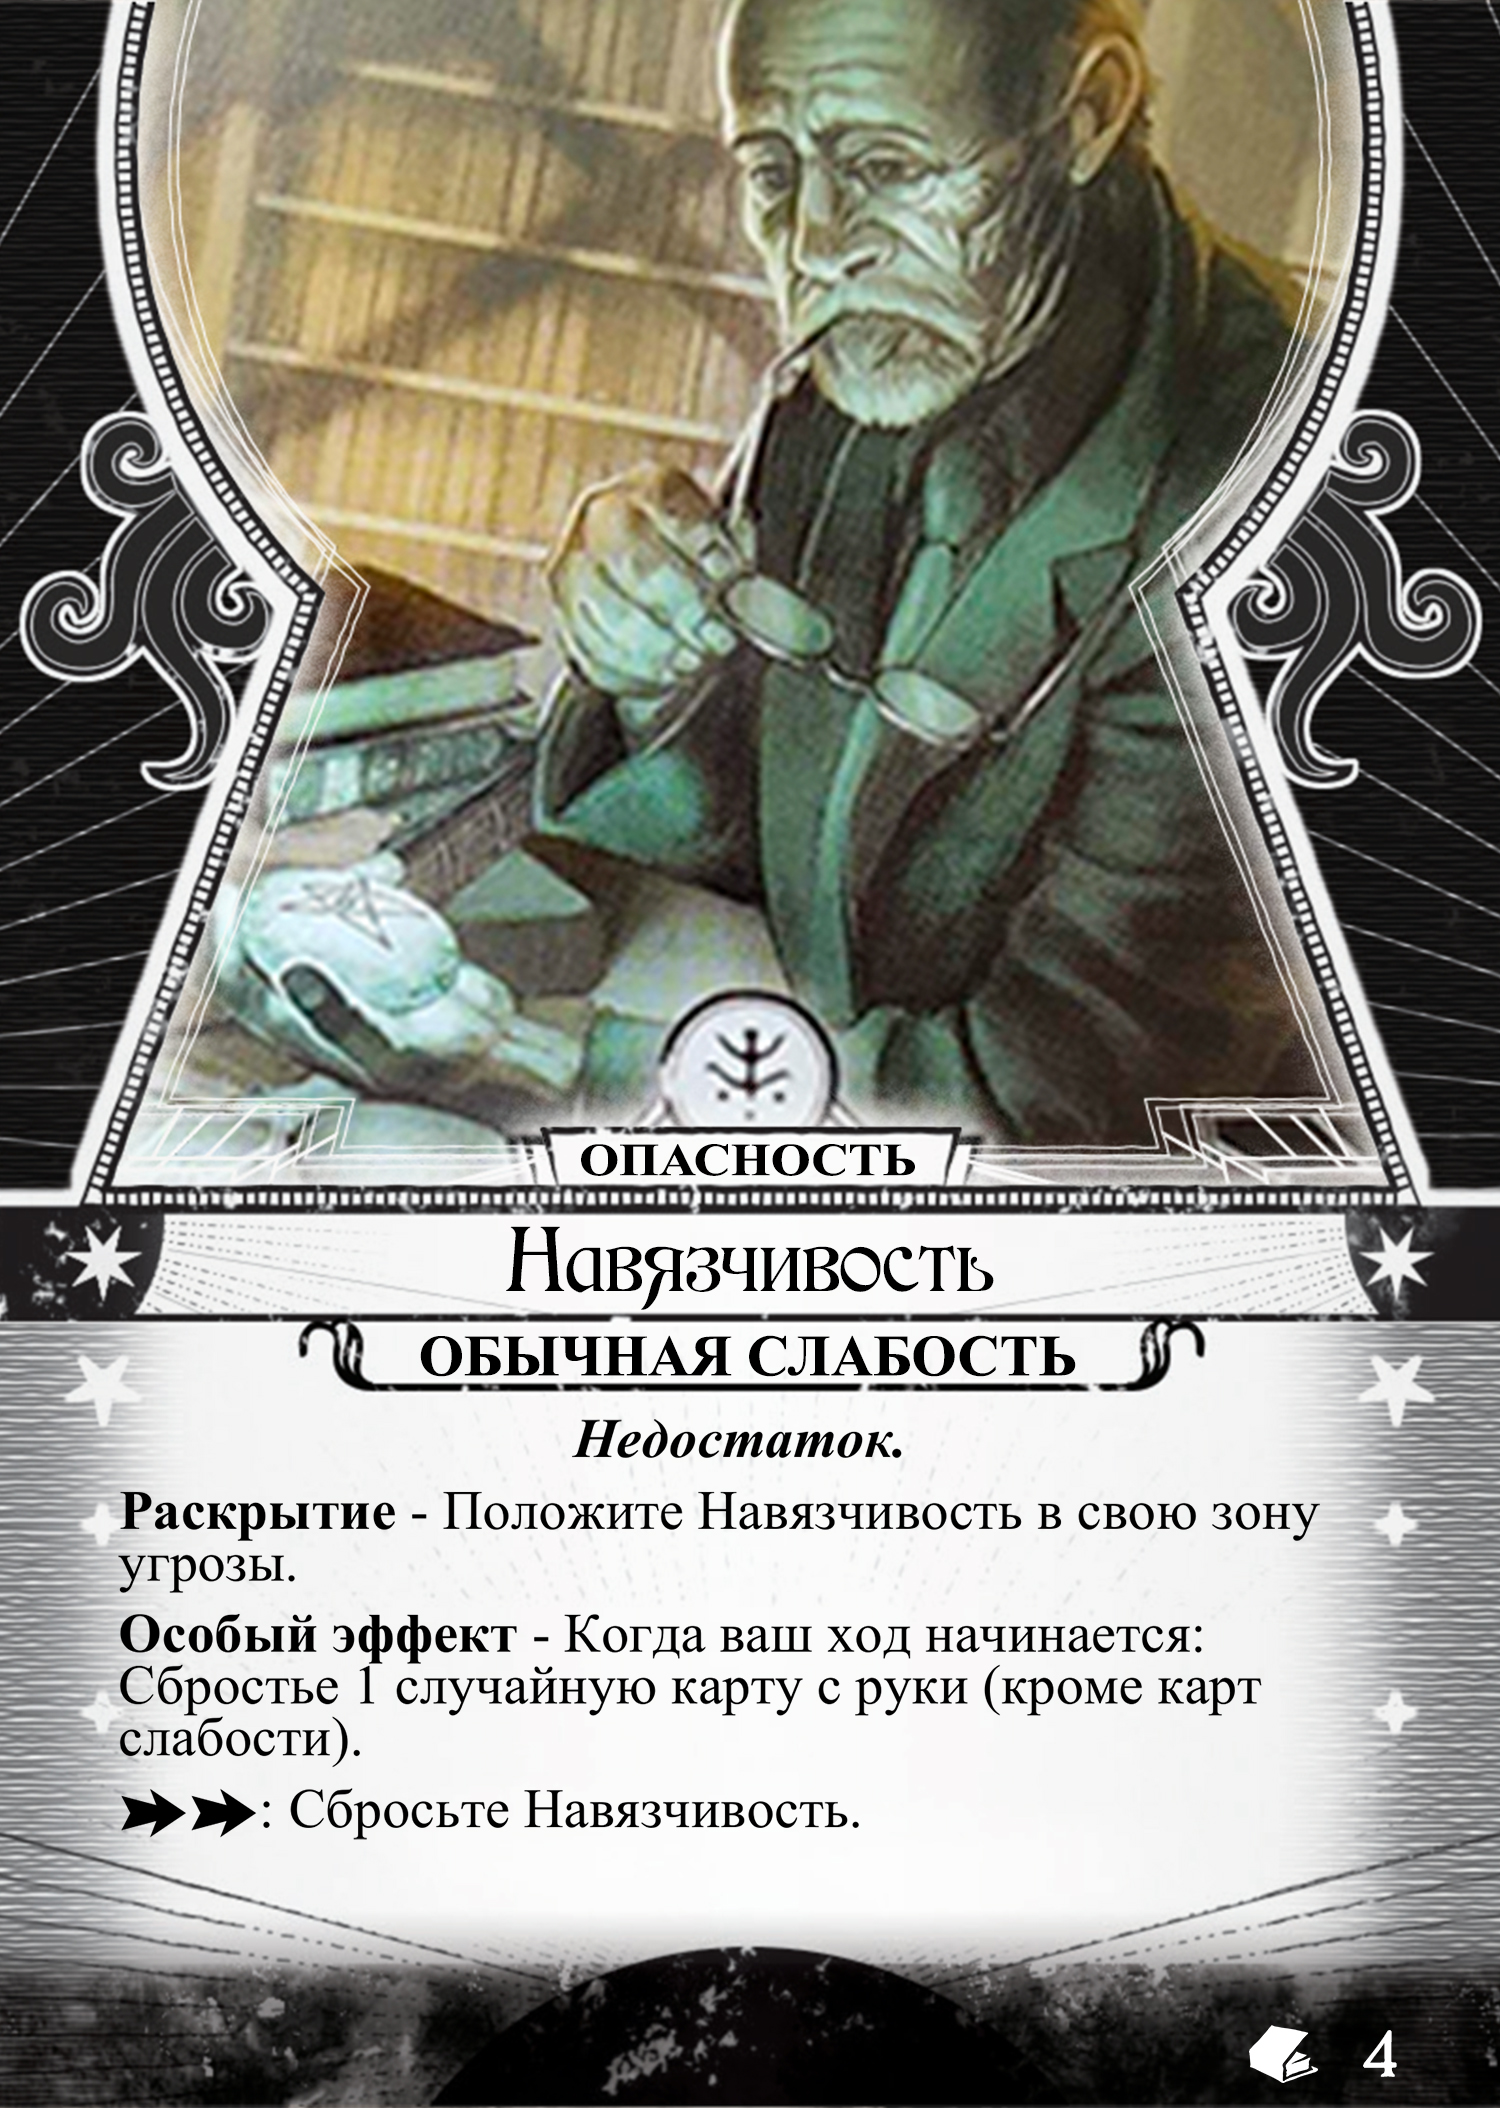 ОПАСНОСТЬ
Навязчивость
ОБЫЧНАЯ СЛАБОСТЬ
Недостаток.
Раскрытие - Положите Навязчивость в свою зону
угрозы.
Особый эффект - Когда ваш ход начинается:
Сбростье 1 случайную карту с руки (кроме карт
слабости).
: Сбросьте Навязчивость.
4